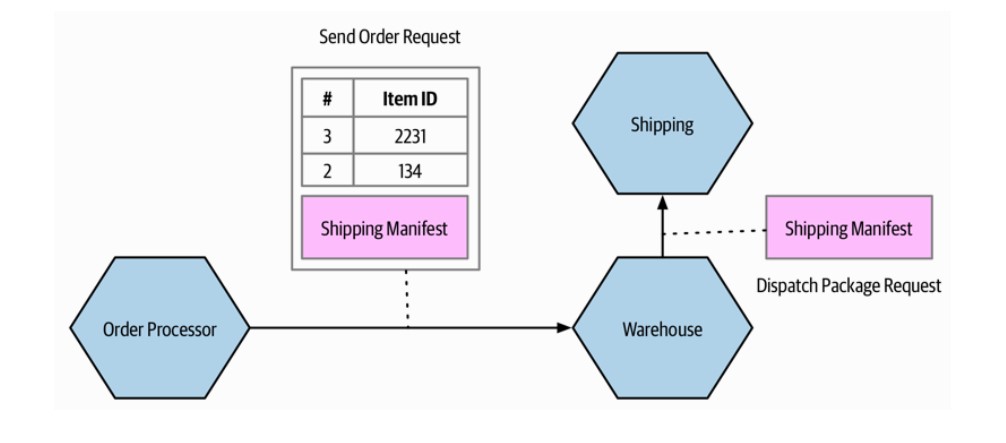 Send Order Request
# Item ID
3 2231
2 134
Shipping Manifest
Shipping
Shipping Manifest
Dispatch Package Request
Order Processor
Warehouse